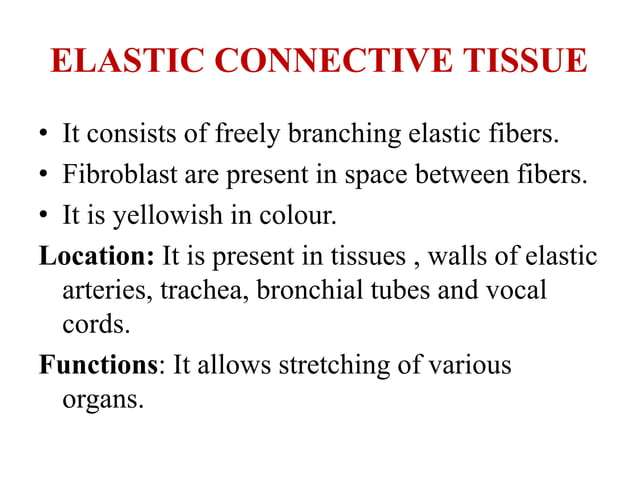 ELASTIC CONNECTIVE TISSUE
• It consists of freely branching elastic fibers.
• Fibroblast are present in space between fibers.
• It is yellowish in colour.
Location: It is present in tissues , walls of elastic
arteries, trachea, bronchial tubes and vocal
cords.
Functions: It allows stretching of various
organs.